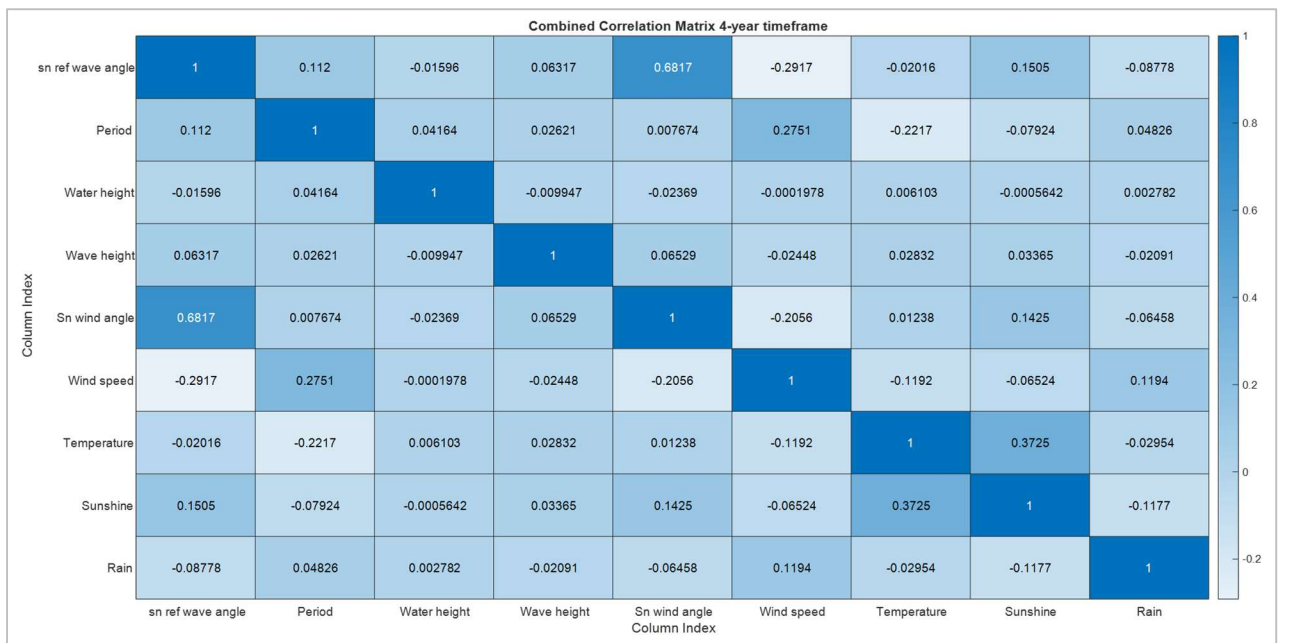 Combined Correlation Matrix 4-year timeframe
sn ref wave angle 1 0.112 -0.01596 0.06317 0.6817 -0.2917 -0.02016 0.1505 -0.08778
Period 0.112 1 0.04164 0.02621 0.007674 0.2751 -0.2217 -0.07924 0.04826
Water height -0.01596 0.04164 1 -0.009947 -0.02369 -0.0001978 0.006103 -0.0005642 0.002782
Wave height 0.06317 0.02621 -0.009947 1 0.06529 -0.02448 0.02832 0.03365 -0.02091
Sn wind angle 0.6817 0.007674 -0.02369 0.06529 1 -0.2056 0.01238 0.1425 -0.06458
Wind speed -0.2917 0.2751 -0.0001978 -0.02448 -0.2056 1 -0.1192 -0.06524 0.1194
Temperature -0.02016 -0.2217 0.006103 0.02832 0.01238 -0.1192 1 0.3725 -0.02954
Sunshine 0.1505 -0.07924 -0.0005642 0.03365 0.1425 -0.06524 0.3725 1 -0.1177
Rain -0.08778 0.04826 0.002782 -0.02091 -0.06458 0.1194 -0.02954 -0.1177 1
sn ref wave angle Period Water height Wave height Sn wind angle Wind speed Temperature Sunshine Rain
Column Index
Column Index
1
0.8
0.6
0.4
0.2
0
-0.2